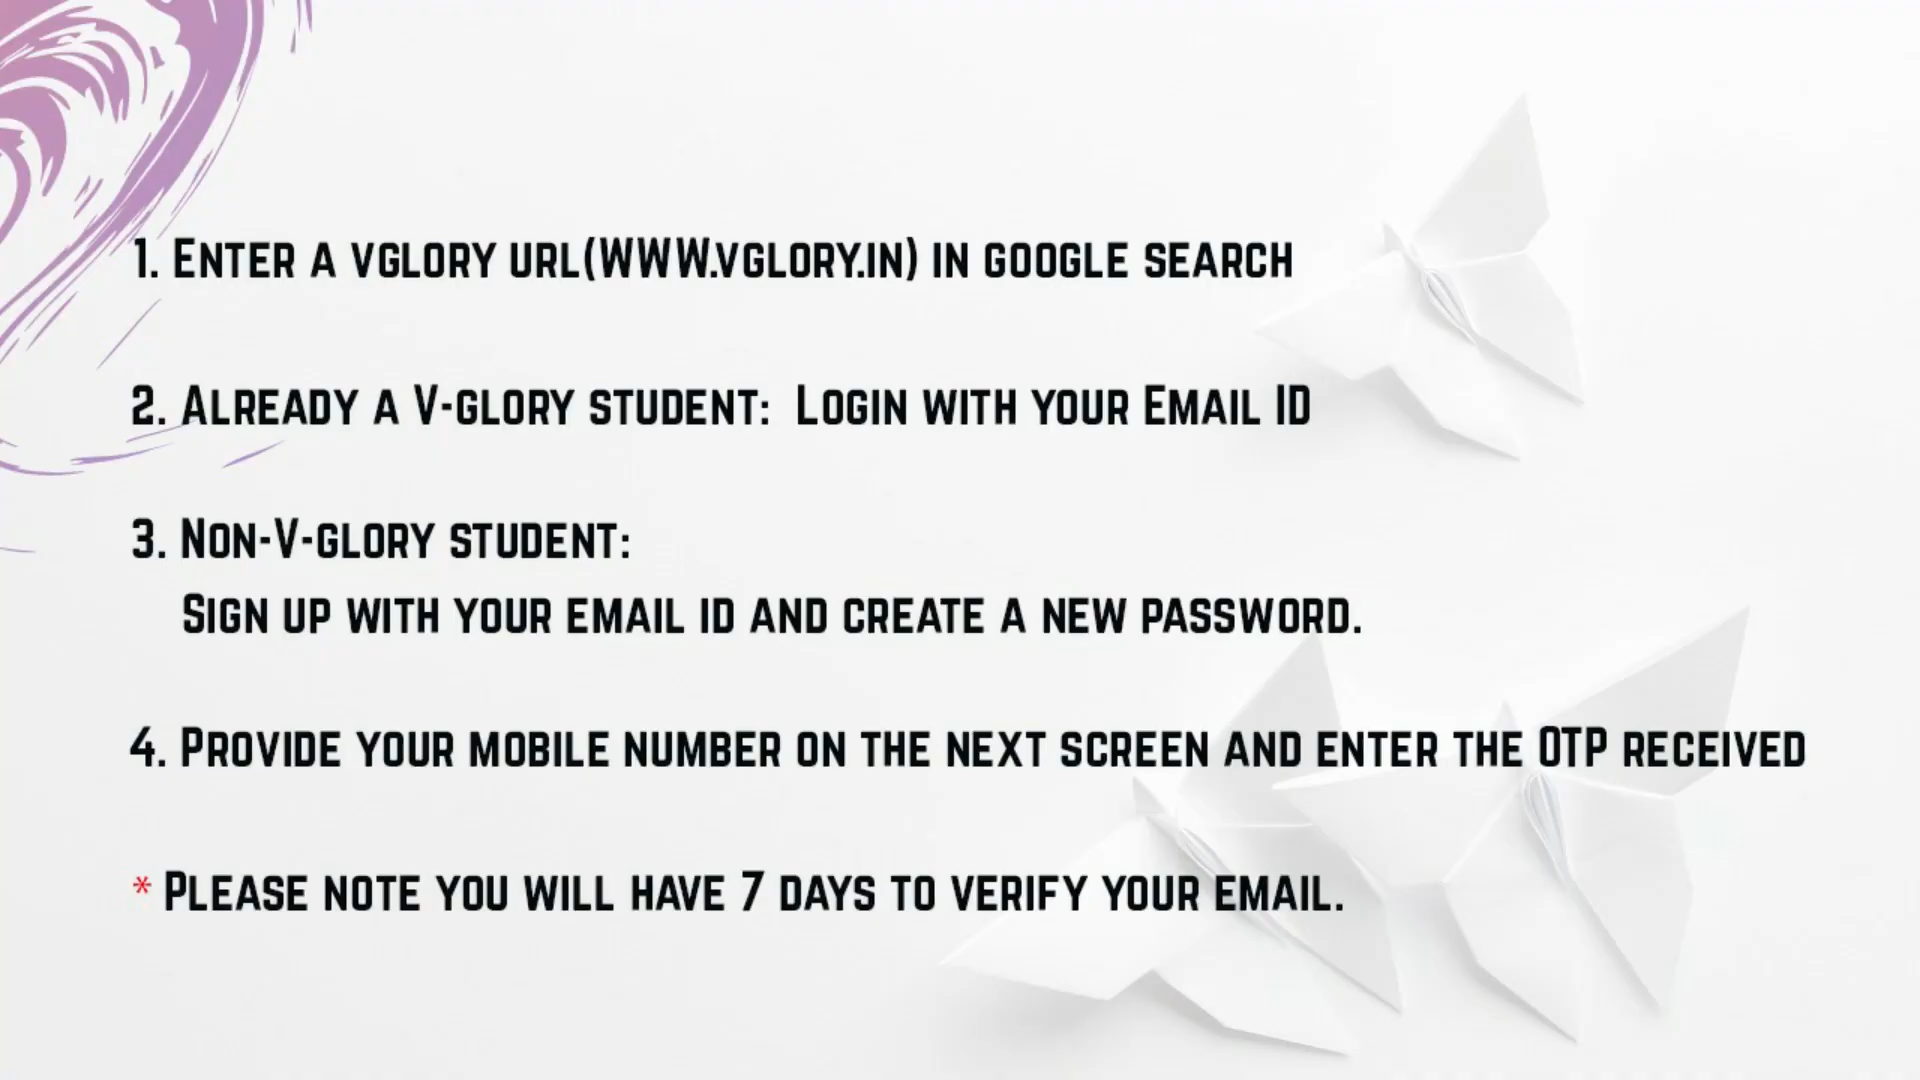 1. Enter a vglory url(WWW.vglory.in) in google search
2. Already a V-glory student: Login with your Email ID
3. Non-V-glory student:
Sign up with your email id and create a new password.
4. Provide your mobile number on the next screen and enter the OTP received
* Please note you will have 7 days to verify your email.